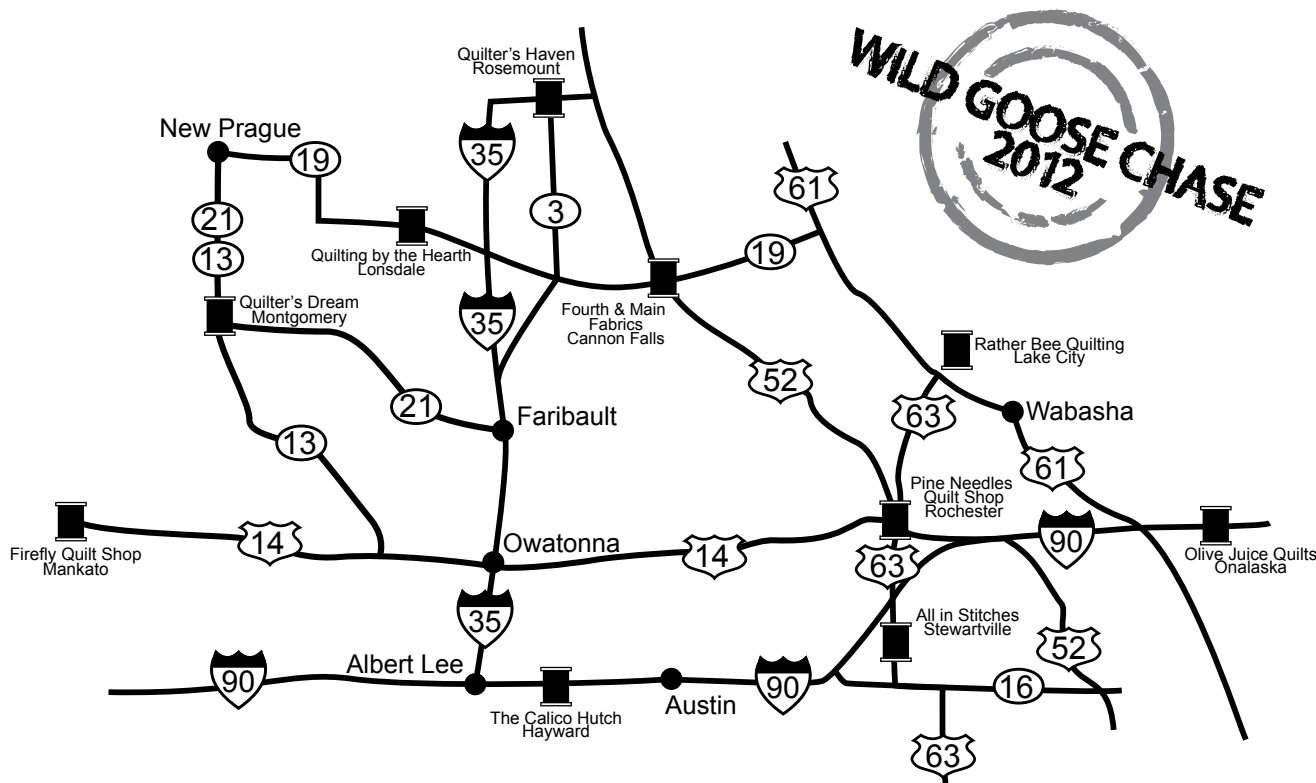 WILD GOOSE CHASE
2012
Quilter's Haven
Rosemount
New Prague
19
35
61
21
3
13
Quilting by the Hearth
Lonsdale
19
Quilter's Dream
Montgomery
35
Fourth & Main
Fabrics
Cannon Falls
Rather Bee Quilting
Lake City
52
21
63
Faribault
Wabasha
13
61
Pine Needles
Quilt Shop
Rochester
Firefly Quilt Shop
Mankato
14
Owatonna
14
90
Olive Juice Quilts
Onalaska
63
35
All in Stitches
Stewartville
52
Albert Lee
90
90
16
The Calico Hutch
Hayward
Austin
63